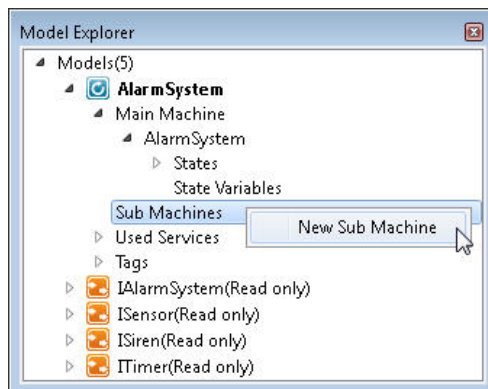 Model Explorer
Models(5)
AlarmSystem
Main Machine
AlarmSystem
States
State Variables
Sub Machines
New Sub Machine
Used Services
Tags
IAlarmSystem(Read only)
ISensor(Read only)
ISiren(Read only)
ITimer(Read only)